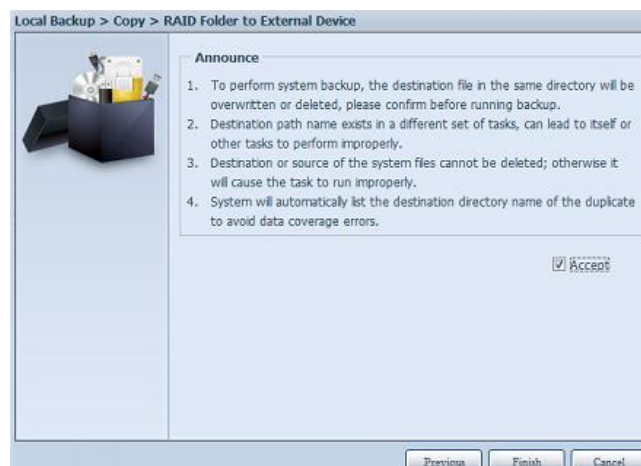 Local Backup > Copy > RAID Folder to External Device
Announce
1. To perform system backup, the destination file in the same directory will be
overwritten or deleted, please confirm before running backup.
2. Destination path name exists in a different set of tasks, can lead to itself or
other tasks to perform improperly.
3. Destination or source of the system files cannot be deleted; otherwise it
will cause the task to run improperly.
4. System will automatically list the destination directory name of the duplicate
to avoid data coverage errors.
Accept
Previous Finish Cancel